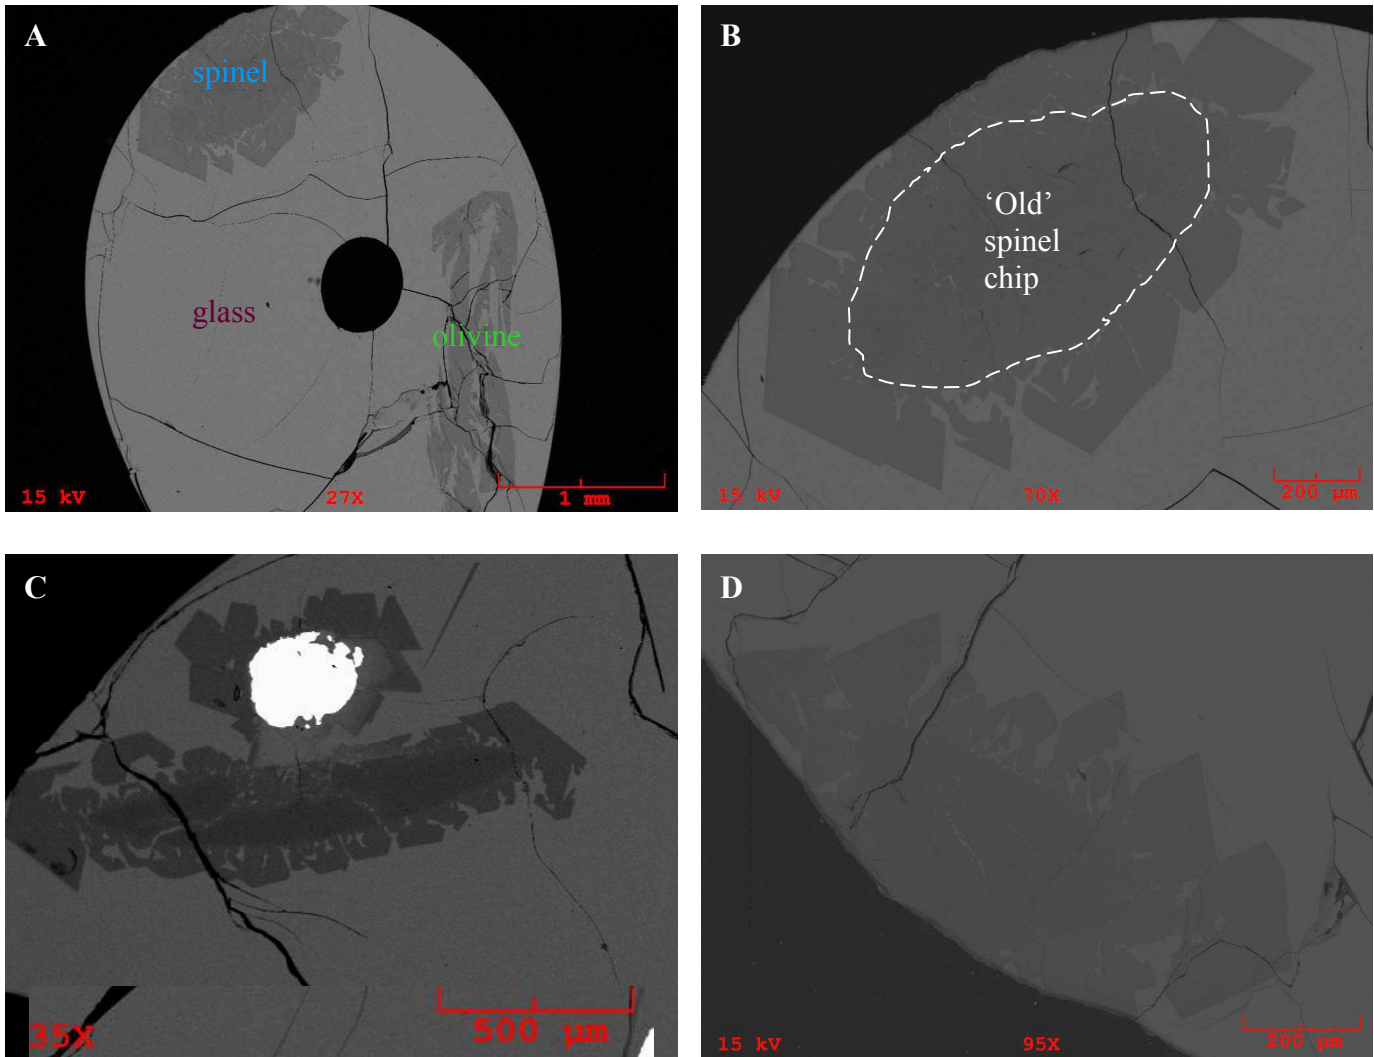 A
spinel
glass
olivine
15 kV
27X
1 mm
B
‘Old’
spinel
chip
15 kV
70X
200 µm
C
35X
500 µm
D
15 kV
95X
200 µm